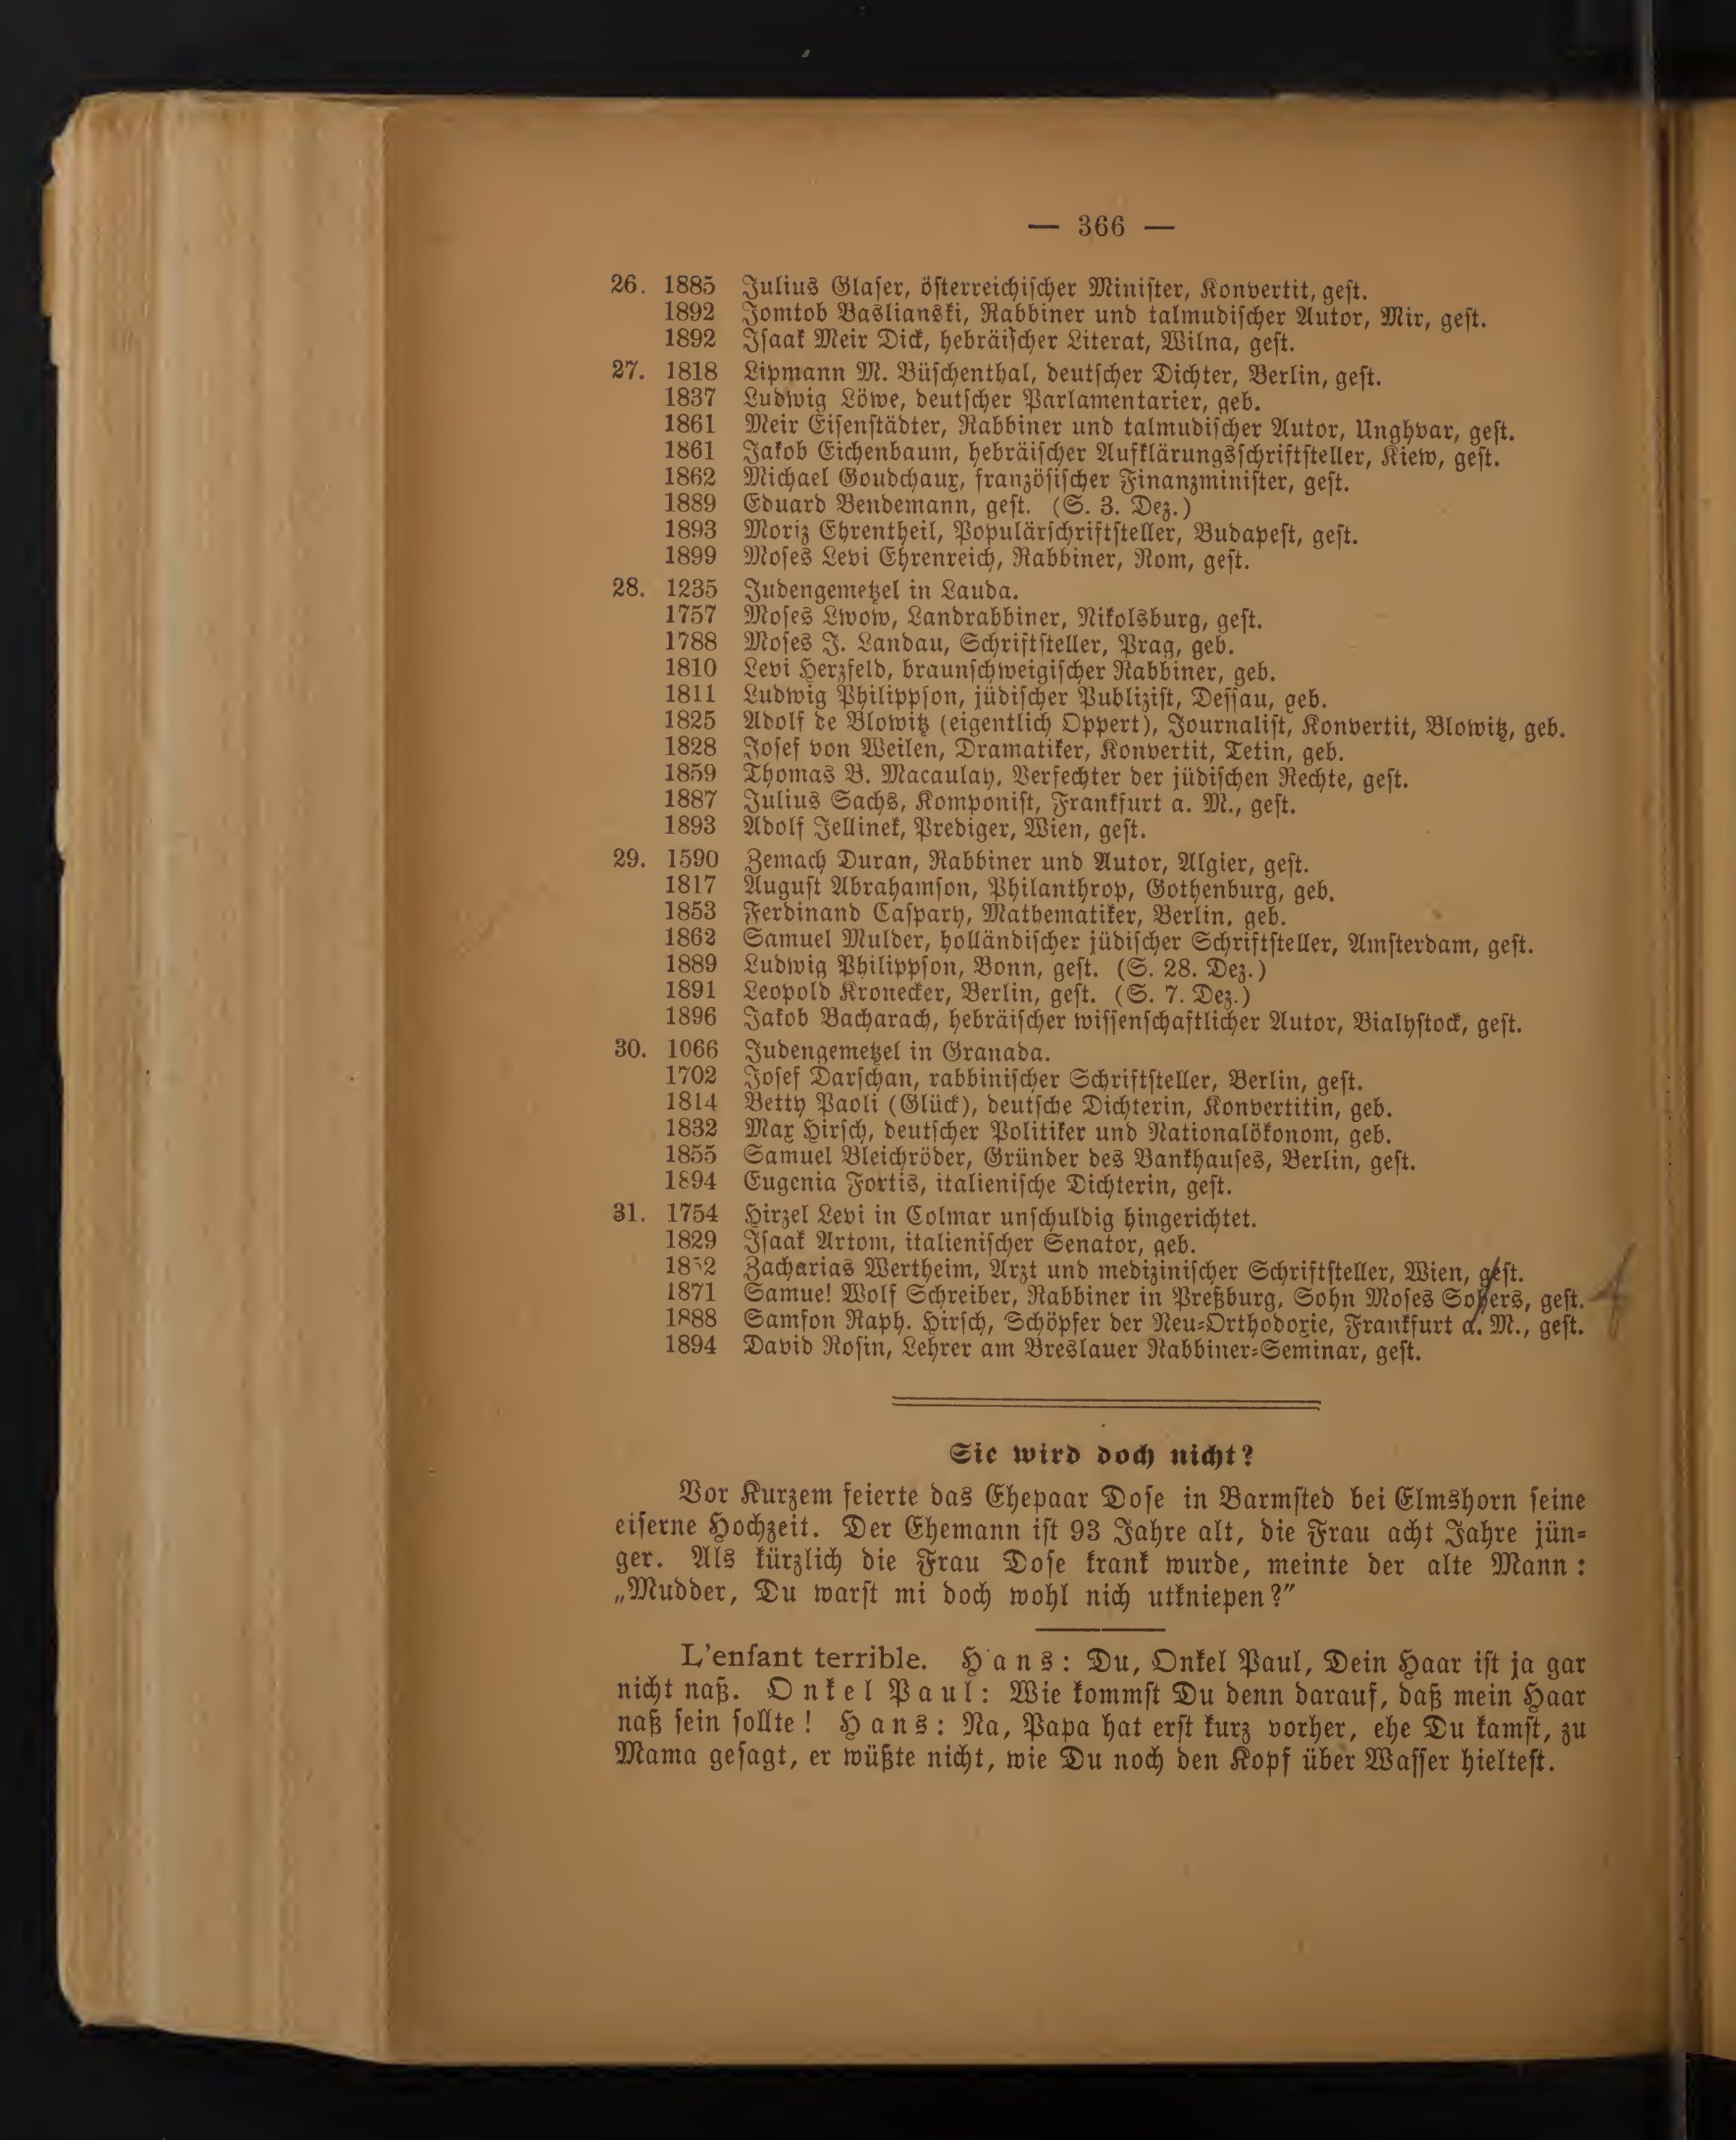 — 366 —
26. 1885 Julius Glaſer, öſterreichiſcher Miniſter, Konvertit, geſt.
1892 Jomtob Baslianski, Rabbiner und talmudiſcher Autor, Mir, geſt.
1892 Iſaak Meir Dick, hebräiſcher Literat, Wilna, geſt.
27. 1818 Lipmann M. Büſchenthal, deutſcher Dichter, Berlin, geſt.
1837 Ludwig Löwe, deutſcher Parlamentarier, geb.
1861 Meir Eiſenſtädter, Rabbiner und talmudiſcher Autor, Unghvar, geſt.
1861 Jakob Eichenbaum, hebräiſcher Aufklärungsſchriftſteller, Kiew, geſt.
1862 Michael Goudchaux, franzöſiſcher Finanzminiſter, geſt.
1889 Eduard Bendemann, geſt. (S. 3. Dez.)
1893 Moriz Ehrentheil, Populärſchriftſteller, Budapeſt, geſt.
1899 Moſes Levi Ehrenreich, Rabbiner, Rom, geſt.
28. 1235 Judengemetzel in Lauda.
1757 Moſes Lwow, Landrabbiner, Nikolsburg, geſt.
1788 Moſes J. Landau, Schriftſteller, Prag, geb.
1810 Levi Herzfeld, braunſchweigiſcher Rabbiner, geb.
1811 Ludwig Philippſon, jüdiſcher Publiziſt, Deſſau, geb.
1825 Adolf de Blowitz (eigentlich Oppert), Journaliſt, Konvertit, Blowitz, geb.
1828 Joſef von Weilen, Dramatiker, Konvertit, Tetin, geb.
1859 Thomas B. Macaulay, Verfechter der jüdiſchen Rechte, geſt.
1887 Julius Sachs, Komponiſt, Frankfurt a. M., geſt.
1893 Adolf Jellinek, Prediger, Wien, geſt.
29. 1590 Zemach Duran, Rabbiner und Autor, Algier, geſt.
1817 Auguſt Abrahamſon, Philanthrop, Gothenburg, geb.
1853 Ferdinand Caſpary, Mathematiker, Berlin, geb.
1862 Samuel Mulder, holländiſcher jüdiſcher Schriftſteller, Amſterdam, geſt.
1889 Ludwig Philippſon, Bonn, geſt. (S. 28. Dez.)
1891 Leopold Kronecker, Berlin, geſt. (S. 7. Dez.)
1896 Jakob Bacharach, hebräiſcher wiſſenſchaftlicher Autor, Bialyſtock, geſt.
30. 1066 Judengemetzel in Granada.
1702 Joſef Darſchan, rabbiniſcher Schriftſteller, Berlin, geſt.
1814 Betty Paoli (Glück), deutſche Dichterin, Konvertitin, geb.
1832 Max Hirſch, deutſcher Politiker und Nationalökonom, geb.
1855 Samuel Bleichröder, Gründer des Bankhauſes, Berlin, geſt.
1894 Eugenia Fortis, italieniſche Dichterin, geſt.
31. 1754 Hirzel Levi in Colmar unſchuldig hingerichtet.
1829 Iſaak Artom, italieniſcher Senator, geb.
Zacharias Wertheim, Arzt und mediziniſcher Schriftſteller, Wien, geſt.
1871 Samuel Wolf Schreiber, Rabbiner in Preßburg, Sohn Moſes Sofers, geſt.
1888 Samſon Raph. Hirſch, Schöpfer der Neu-Orthodoxie, Frankfurt a. M., geſt.
1894 David Roſin, Lehrer am Breslauer Rabbiner-Seminar, geſt.
Sie wird doch nicht?
Vor Kurzem feierte das Ehepaar Doſe in Barmſted bei Elmshorn ſeine
eiſerne Hochzeit. Der Ehemann iſt 93 Jahre alt, die Frau acht Jahre jün-
ger. Als kürzlich die Frau Doſe krank wurde, meinte der alte Mann:
„Mudder, Du warſt mi doch wohl nich utkniepen?"
L'enfant terrible. Hans: Du, Onkel Paul, Dein Haar iſt ja gar
nicht naß. Onkel Paul: Wie kommſt Du denn darauf, daß mein Haar
naß ſein ſollte! Hans: Na, Papa hat erſt kurz vorher, ehe Du kamſt, zu
Mama geſagt, er wüßte nicht, wie Du noch den Kopf über Waſſer hielteſt.